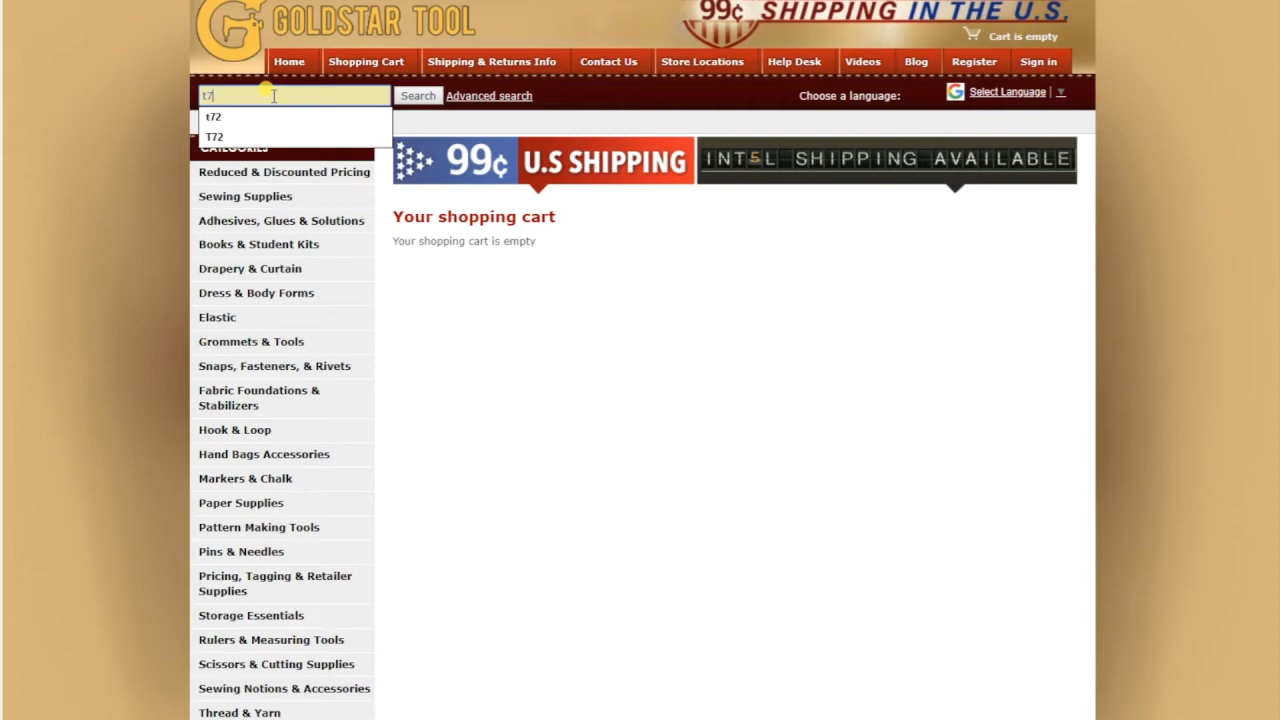 GOLDSTAR TOOL
99¢ SHIPPING IN THE U.S.
Cart is empty
Home
Shopping Cart
Shipping & Returns Info
Contact Us
Store Locations
Help Desk
Videos
Blog
Register
Sign in
t7
Search
Advanced search
Choose a language:
Select Language
t72
T72
CATEGORIES
99¢ U.S SHIPPING
INT5L SHIPPING AVAILABLE
Reduced & Discounted Pricing
Sewing Supplies
Adhesives, Glues & Solutions
Books & Student Kits
Drapery & Curtain
Dress & Body Forms
Elastic
Grommets & Tools
Snaps, Fasteners, & Rivets
Fabric Foundations &
Stabilizers
Hook & Loop
Hand Bags Accessories
Markers & Chalk
Paper Supplies
Pattern Making Tools
Pins & Needles
Pricing, Tagging & Retailer
Supplies
Storage Essentials
Rulers & Measuring Tools
Scissors & Cutting Supplies
Sewing Notions & Accessories
Thread & Yarn
Your shopping cart
Your shopping cart is empty